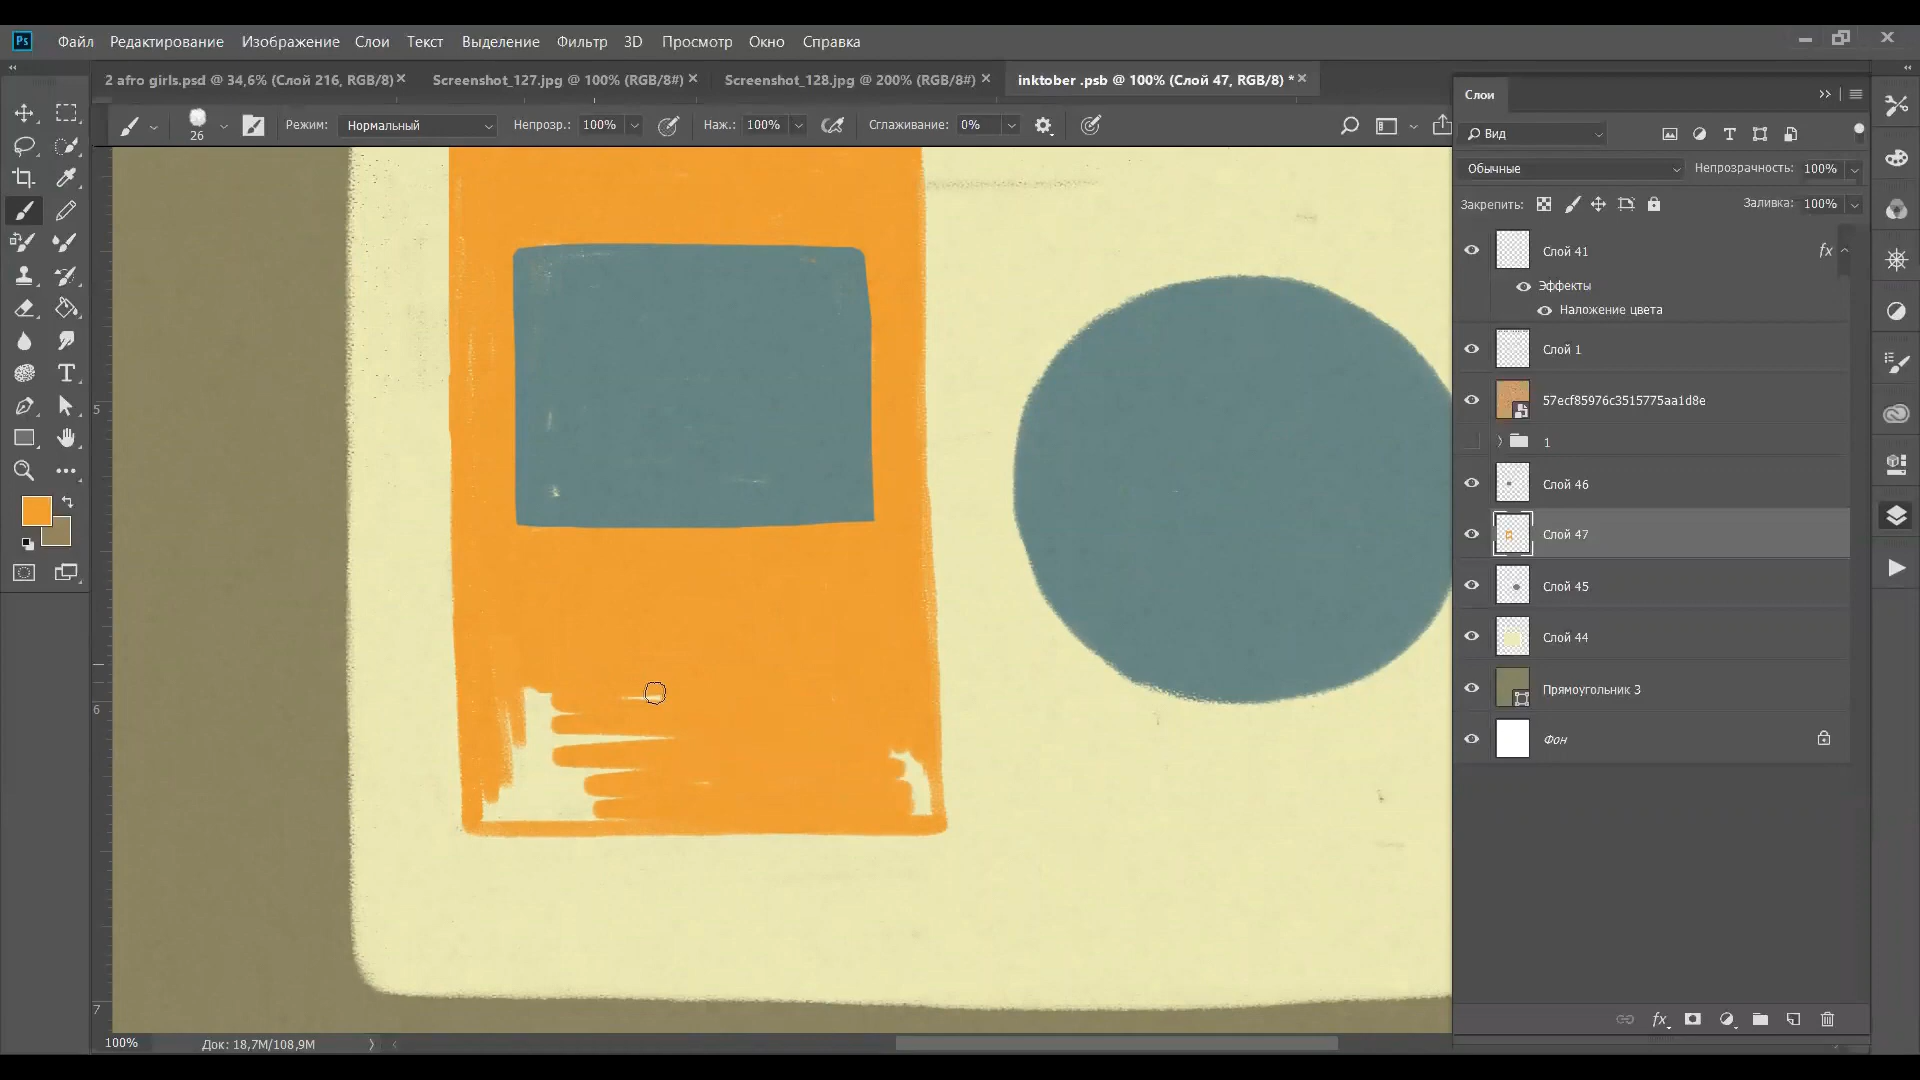 Ps Файл Редактирование Изображение Слои Текст Выделение Фильтр 3D Просмотр Окно Справка
2 afro girls.psd @ 34,6% (Слой 216, RGB/8) Screenshot_127.jpg @ 100% (RGB/8#) Screenshot_128.jpg @ 200% (RGB/8#) inktober .psb @ 100% (Слой 47, RGB/8) *
26 Режим: Нормальный Непрозр.: 100% Наж.: 100% Сглаживание: 0%
Слои
Вид
Обычные Непрозрачность: 100%
Закрепить: Заливка: 100%
Слой 41 fx
Эффекты
Наложение цвета
Слой 1
57ecf85976c3515775aa1d8e
1
Слой 46
Слой 47
Слой 45
Слой 44
Прямоугольник 3
Фон
5
6
7
100% Док: 18,7M/108,9M
fx